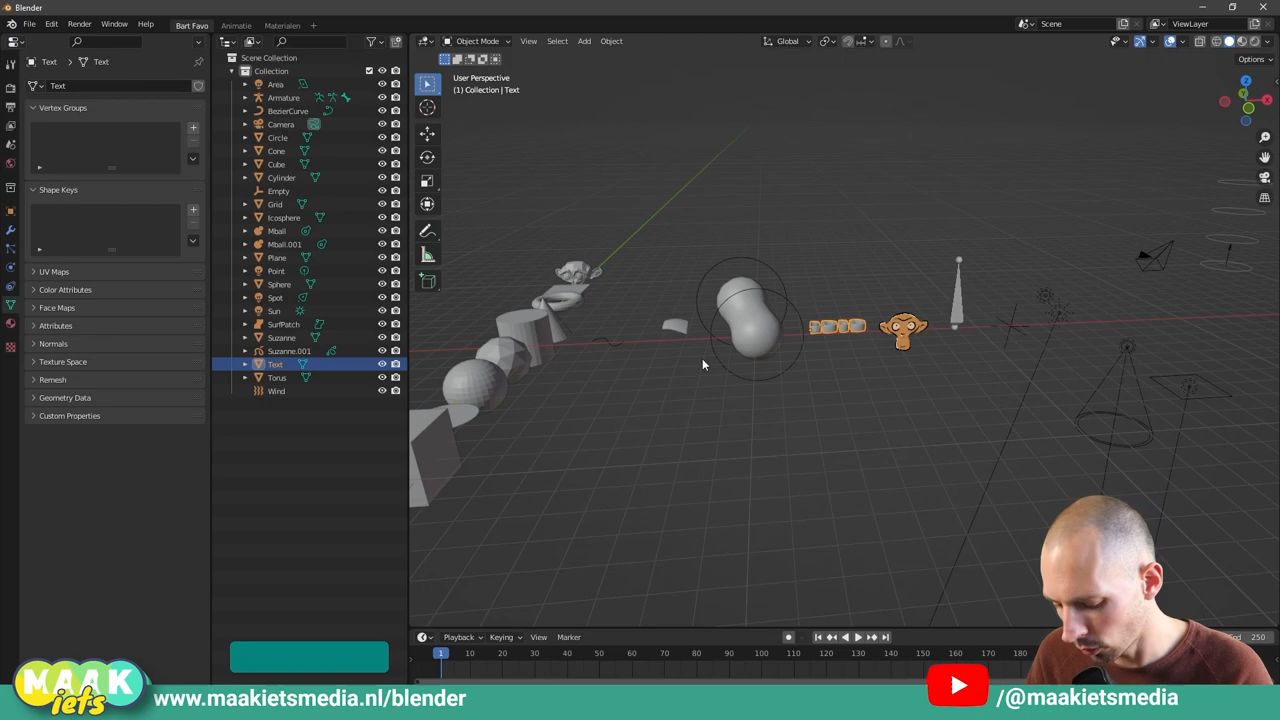 Blender
File Edit Render Window Help Bart Favo Animatie Materialen + Scene ViewLayer
Object Mode View Select Add Object Global Options
Text Text
Text
Vertex Groups
Shape Keys
UV Maps
Color Attributes
Face Maps
Attributes
Normals
Texture Space
Remesh
Geometry Data
Custom Properties
Scene Collection
Collection
Area
Armature
BezierCurve
Camera
Circle
Cone
Cube
Cylinder
Empty
Grid
Icosphere
Mball
Mball.001
Plane
Point
Sphere
Spot
Sun
SurfPatch
Suzanne
Suzanne.001
Text
Torus
Wind
User Perspective
(1) Collection | Text
Z
Y
X
Playback Keying View Marker
End 250
1 10 20 30 40 50 60 70 80 90 100 110 120 130 140 150 160 170 180
MAAK
iets
www.maakietsmedia.nl/blender
/@maakietsmedia